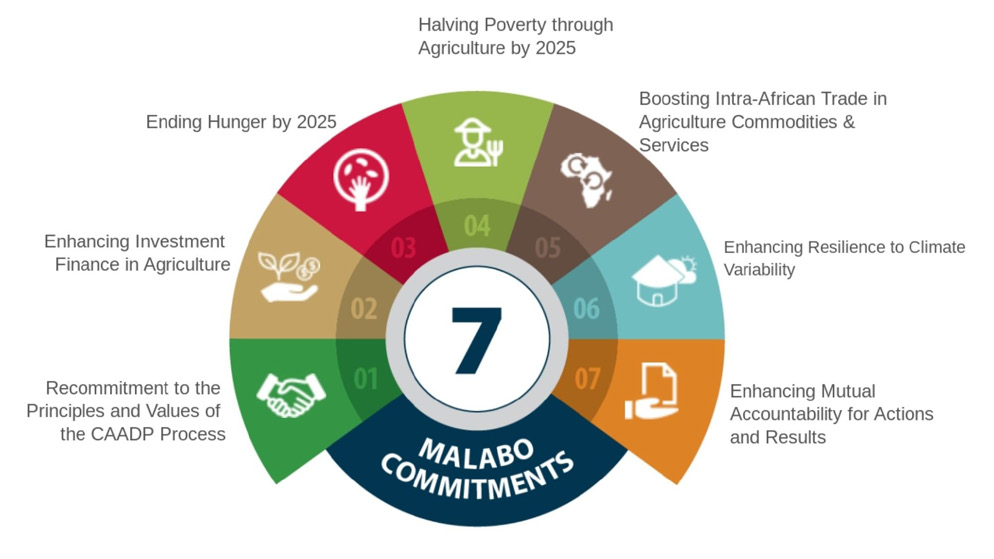 Halving Poverty through
Agriculture by 2025
Ending Hunger by 2025
Boosting Intra-African Trade in
Agriculture Commodities &
Services
Enhancing Investment
Finance in Agriculture
Enhancing Resilience to Climate
Variability
Recommitment to the
Principles and Values of
the CAADP Process
Enhancing Mutual
Accountability for Actions
and Results
01
02
03
04
05
06
07
7
MALABO
COMMITMENTS